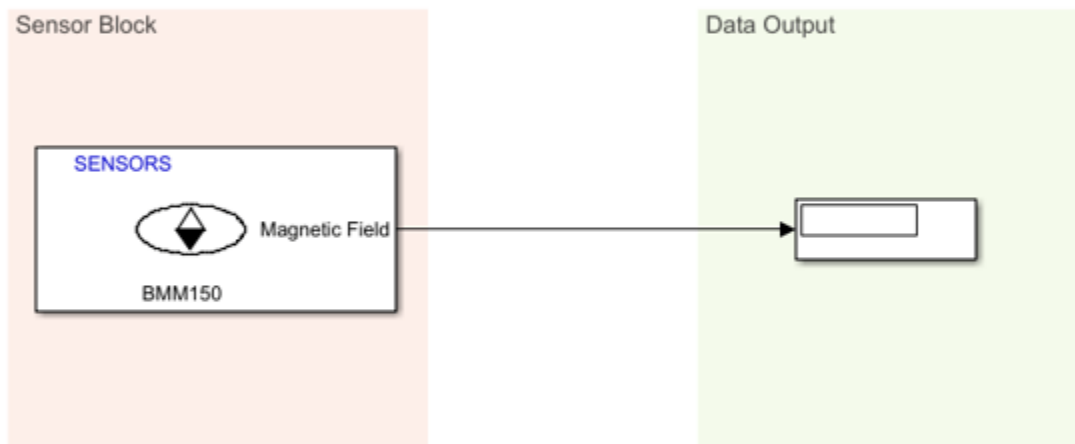 Sensor Block
Data Output
SENSORS
Magnetic Field
BMM150